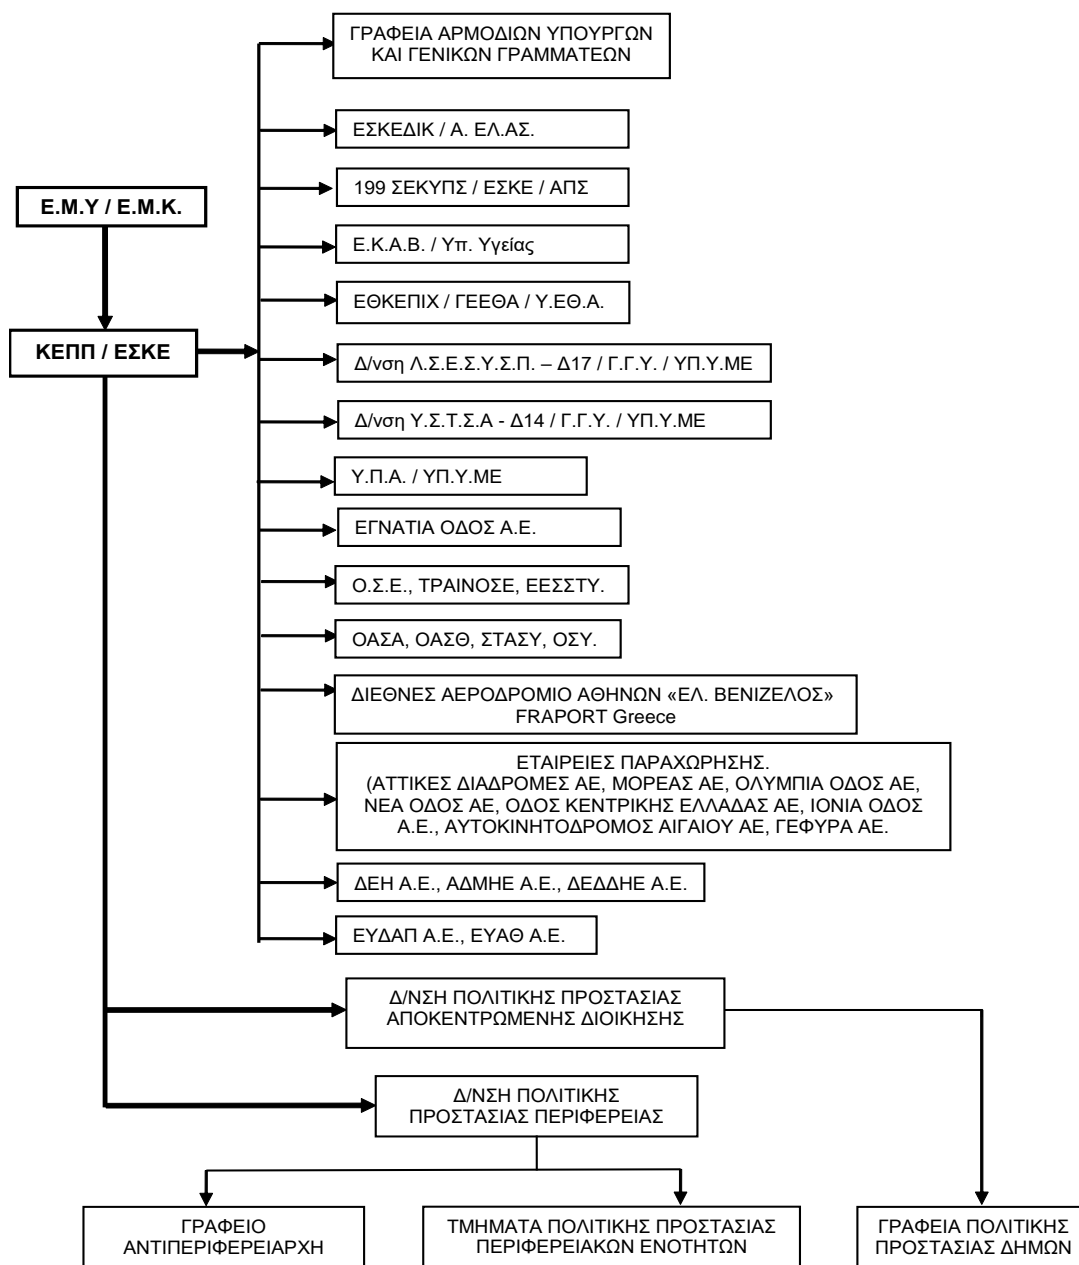 ΓΡΑΦΕΙΑ ΑΡΜΟΔΙΩΝ ΥΠΟΥΡΓΩΝ
ΚΑΙ ΓΕΝΙΚΩΝ ΓΡΑΜΜΑΤΕΩΝ
ΕΣΚΕΔΙΚ / Α. ΕΛ.ΑΣ.
199 ΣΕΚΥΠΣ / ΕΣΚΕ / ΑΠΣ
Ε.Μ.Υ / Ε.Μ.Κ.
Ε.Κ.Α.Β. / Υπ. Υγείας
ΕΘΚΕΠΙΧ / ΓΕΕΘΑ / Υ.ΕΘ.Α.
ΚΕΠΠ / ΕΣΚΕ
Δ/νση Λ.Σ.Ε.Σ.Υ.Σ.Π. – Δ17 / Γ.Γ.Υ. / ΥΠ.Υ.ΜΕ
Δ/νση Υ.Σ.Τ.Σ.Α - Δ14 / Γ.Γ.Υ. / ΥΠ.Υ.ΜΕ
Υ.Π.Α. / ΥΠ.Υ.ΜΕ
ΕΓΝΑΤΙΑ ΟΔΟΣ Α.Ε.
Ο.Σ.Ε., ΤΡΑΙΝΟΣΕ, ΕΕΣΣΤΥ.
ΟΑΣΑ, ΟΑΣΘ, ΣΤΑΣΥ, ΟΣΥ.
ΔΙΕΘΝΕΣ ΑΕΡΟΔΡΟΜΙΟ ΑΘΗΝΩΝ «ΕΛ. ΒΕΝΙΖΕΛΟΣ»
FRAPORT Greece
ΕΤΑΙΡΕΙΕΣ ΠΑΡΑΧΩΡΗΣΗΣ.
(ΑΤΤΙΚΕΣ ΔΙΑΔΡΟΜΕΣ ΑΕ, ΜΟΡΕΑΣ ΑΕ, ΟΛΥΜΠΙΑ ΟΔΟΣ ΑΕ,
ΝΕΑ ΟΔΟΣ ΑΕ, ΟΔΟΣ ΚΕΝΤΡΙΚΗΣ ΕΛΛΑΔΑΣ ΑΕ, ΙΟΝΙΑ ΟΔΟΣ
Α.Ε., ΑΥΤΟΚΙΝΗΤΟΔΡΟΜΟΣ ΑΙΓΑΙΟΥ ΑΕ, ΓΕΦΥΡΑ ΑΕ.
ΔΕΗ Α.Ε., ΑΔΜΗΕ Α.Ε., ΔΕΔΔΗΕ Α.Ε.
ΕΥΔΑΠ Α.Ε., ΕΥΑΘ Α.Ε.
Δ/ΝΣΗ ΠΟΛΙΤΙΚΗΣ ΠΡΟΣΤΑΣΙΑΣ
ΑΠΟΚΕΝΤΡΩΜΕΝΗΣ ΔΙΟΙΚΗΣΗΣ
Δ/ΝΣΗ ΠΟΛΙΤΙΚΗΣ
ΠΡΟΣΤΑΣΙΑΣ ΠΕΡΙΦΕΡΕΙΑΣ
ΓΡΑΦΕΙΟ
ΑΝΤΙΠΕΡΙΦΕΡΕΙΑΡΧΗ
ΤΜΗΜΑΤΑ ΠΟΛΙΤΙΚΗΣ ΠΡΟΣΤΑΣΙΑΣ
ΠΕΡΙΦΕΡΕΙΑΚΩΝ ΕΝΟΤΗΤΩΝ
ΓΡΑΦΕΙΑ ΠΟΛΙΤΙΚΗΣ
ΠΡΟΣΤΑΣΙΑΣ ΔΗΜΩΝ